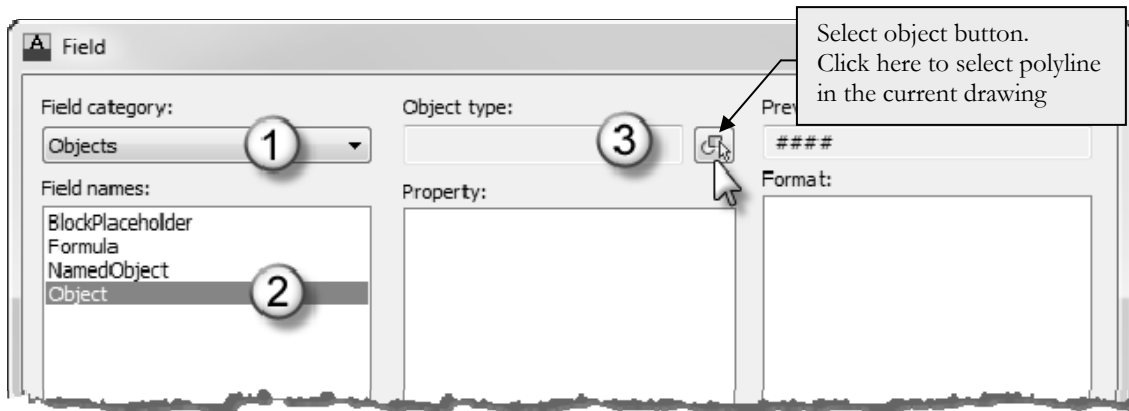 Field
Select object button.
Click here to select polyline
in the current drawing
Field category:
Objects
1
Field names:
BlockPlaceholder
Formula
NamedObject
Object
2
Object type:
3
Property:
####
Format: